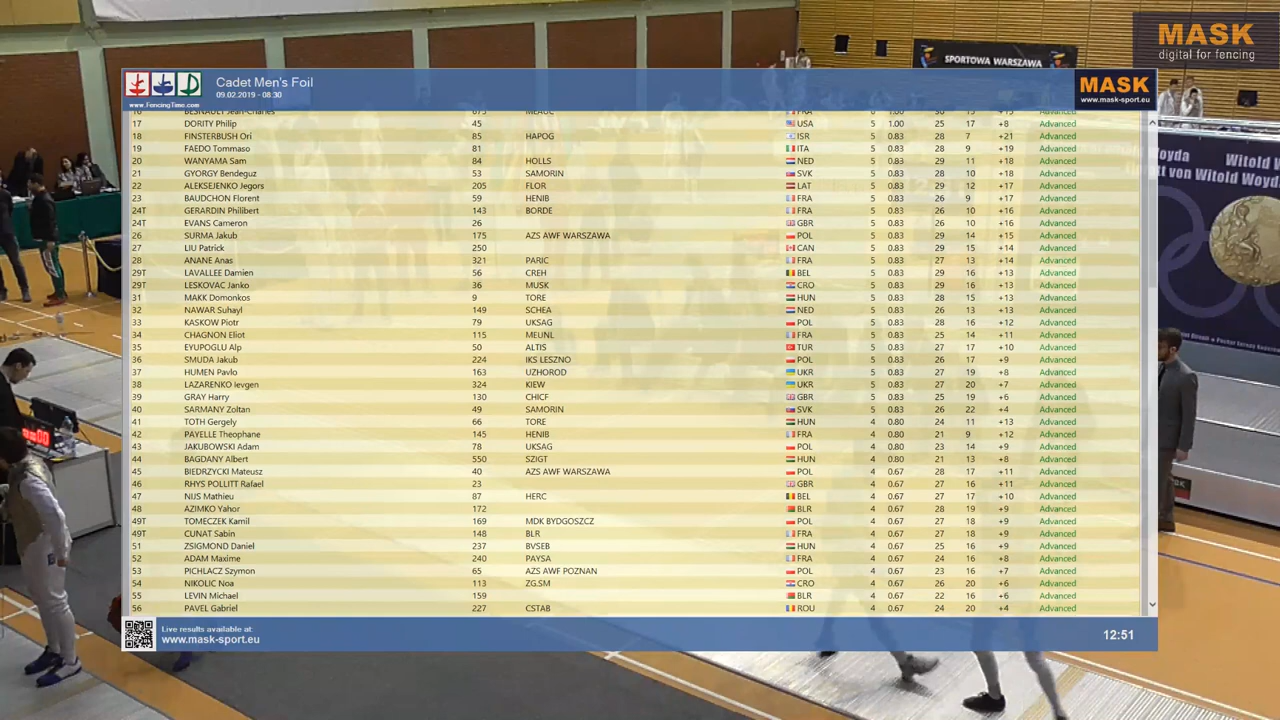 MASK
digital for fencing
SPORTOWA WARSZAWA
Cadet Men's Foil
09.02.2019 - 08:30
www.FencingTime.com
MASK
www.mask-sport.eu
17 DORITY Philip 45 USA 5 1.00 25 17 +8 Advanced
18 FINSTERBUSH Ori 85 HAPOG ISR 5 0.83 28 7 +21 Advanced
19 FAEDO Tommaso 81 ITA 5 0.83 28 9 +19 Advanced
20 WANYAMA Sam 84 HOLLS NED 5 0.83 29 11 +18 Advanced
21 GYORGY Bendeguz 53 SAMORIN SVK 5 0.83 28 10 +18 Advanced
22 ALEKSEJENKO Jegors 205 FLOR LAT 5 0.83 29 12 +17 Advanced
23 BAUDCHON Florent 59 HENIB FRA 5 0.83 26 9 +17 Advanced
24T GERARDIN Philibert 143 BORDE FRA 5 0.83 26 10 +16 Advanced
24T EVANS Cameron 26 GBR 5 0.83 26 10 +16 Advanced
26 SURMA Jakub 175 AZS AWF WARSZAWA POL 5 0.83 29 14 +15 Advanced
27 LIU Patrick 250 CAN 5 0.83 29 15 +14 Advanced
28 ANANE Anas 321 PARIC FRA 5 0.83 27 13 +14 Advanced
29T LAVALLEE Damien 56 CREH BEL 5 0.83 29 16 +13 Advanced
29T LESKOVAC Janko 36 MUSK CRO 5 0.83 29 16 +13 Advanced
31 MAKK Domonkos 9 TORE HUN 5 0.83 28 15 +13 Advanced
32 NAWAR Suhayl 149 SCHEA NED 5 0.83 26 13 +13 Advanced
33 KASKOW Piotr 79 UKSAG POL 5 0.83 28 16 +12 Advanced
34 CHAGNON Eliot 115 MEUNL FRA 5 0.83 25 14 +11 Advanced
35 EYUPOGLU Alp 50 ALTIS TUR 5 0.83 27 17 +10 Advanced
36 SMUDA Jakub 224 IKS LESZNO POL 5 0.83 26 17 +9 Advanced
37 HUMEN Pavlo 163 UZHOROD UKR 5 0.83 27 19 +8 Advanced
38 LAZARENKO Ievgen 324 KIEW UKR 5 0.83 27 20 +7 Advanced
39 GRAY Harry 130 CHICF GBR 5 0.83 25 19 +6 Advanced
40 SARMANY Zoltan 49 SAMORIN SVK 5 0.83 26 22 +4 Advanced
41 TOTH Gergely 66 TORE HUN 4 0.80 24 11 +13 Advanced
42 PAYELLE Theophane 145 HENIB FRA 4 0.80 21 9 +12 Advanced
43 JAKUBOWSKI Adam 78 UKSAG POL 4 0.80 23 14 +9 Advanced
44 BAGDANY Albert 550 SZIGT HUN 4 0.80 21 13 +8 Advanced
45 BIEDRZYCKI Mateusz 40 AZS AWF WARSZAWA POL 4 0.67 28 17 +11 Advanced
46 RHYS POLLITT Rafael 23 GBR 4 0.67 27 16 +11 Advanced
47 NIJS Mathieu 87 HERC BEL 4 0.67 27 17 +10 Advanced
48 AZIMKO Yahor 172 BLR 4 0.67 28 19 +9 Advanced
49T TOMECZEK Kamil 169 MDK BYDGOSZCZ POL 4 0.67 27 18 +9 Advanced
49T CUNAT Sabin 148 BLR FRA 4 0.67 27 18 +9 Advanced
51 ZSIGMOND Daniel 237 BVSEB HUN 4 0.67 25 16 +9 Advanced
52 ADAM Maxime 240 PAYSA FRA 4 0.67 24 16 +8 Advanced
53 PICHLACZ Szymon 65 AZS AWF POZNAN POL 4 0.67 23 16 +7 Advanced
54 NIKOLIC Noa 113 ZG.SM CRO 4 0.67 26 20 +6 Advanced
55 LEVIN Michael 159 BLR 4 0.67 22 16 +6 Advanced
56 PAVEL Gabriel 227 CSTAB ROU 4 0.67 24 20 +4 Advanced
Live results available at:
www.mask-sport.eu
12:51